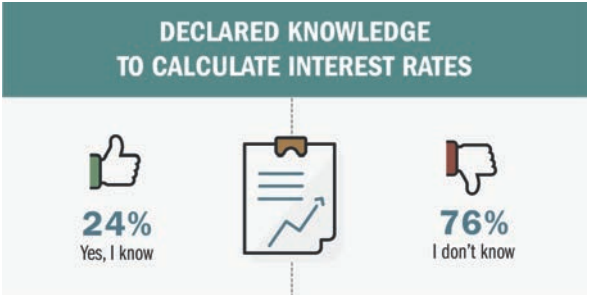 DECLARED KNOWLEDGE
TO CALCULATE INTEREST RATES
24%
Yes, I know
76%
I don't know